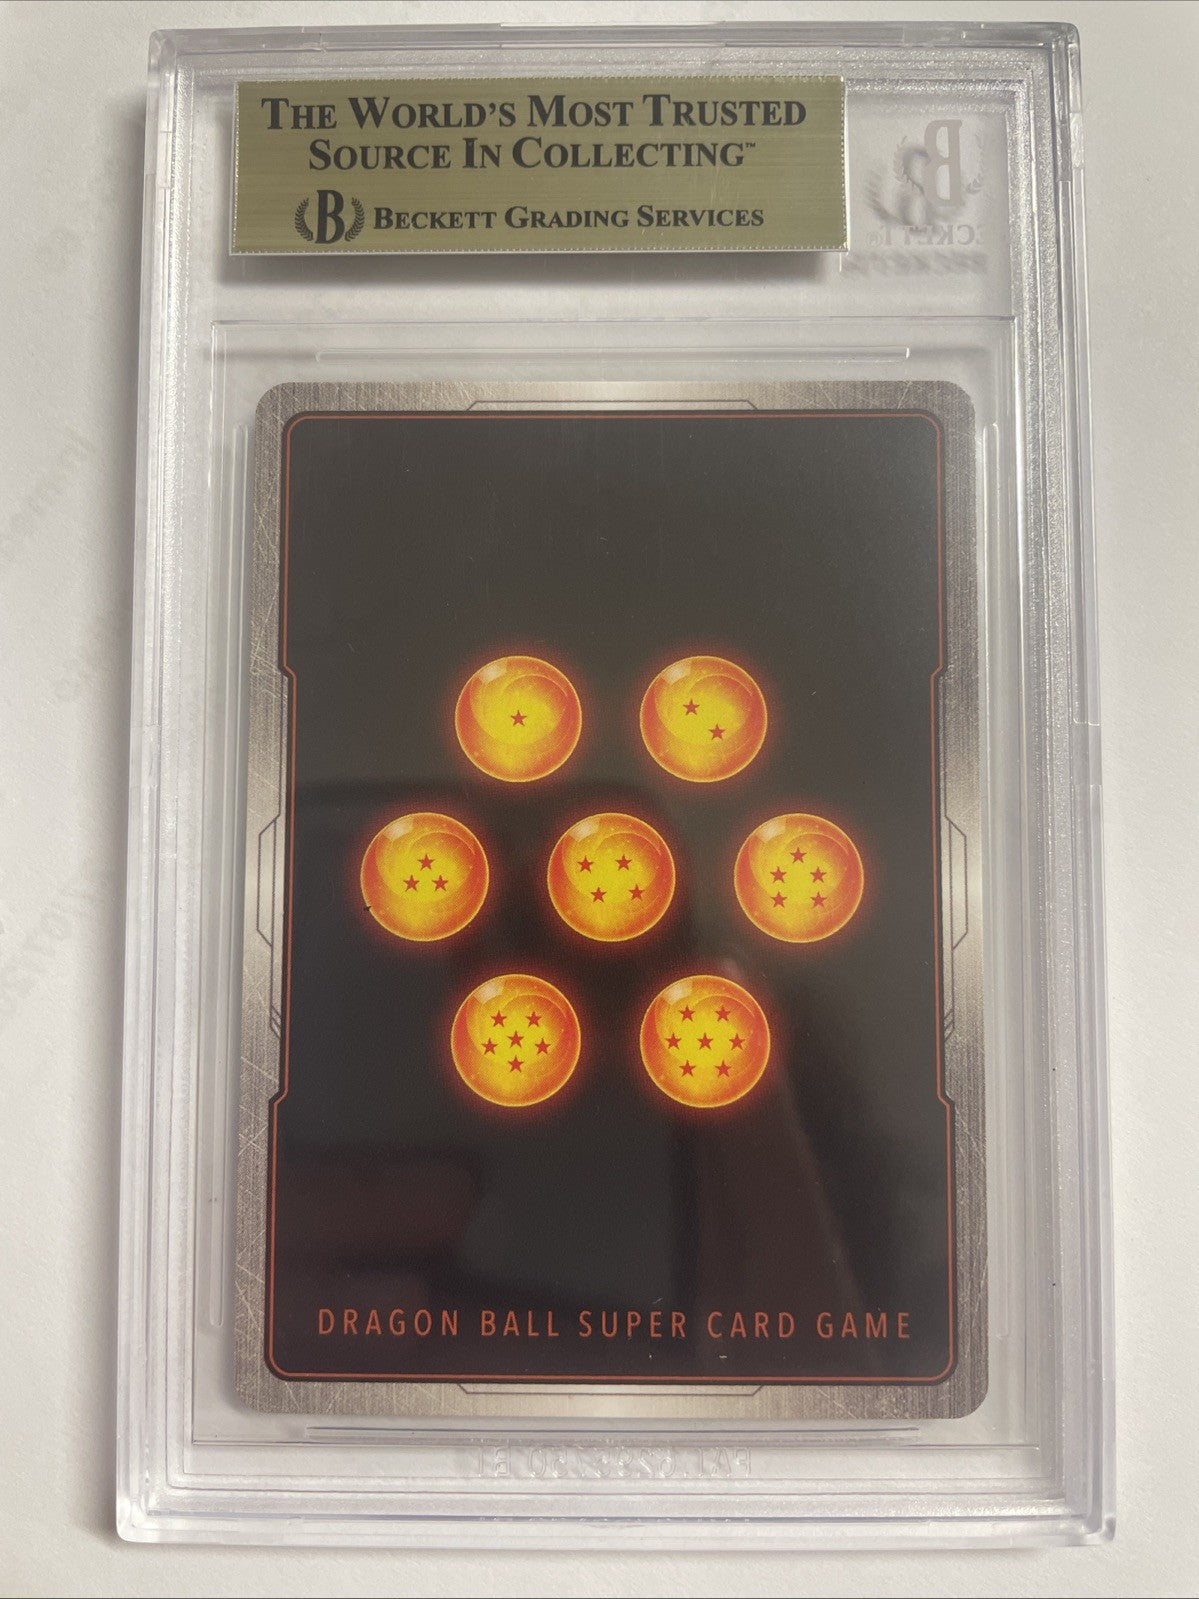 THE WORLD'S MOST TRUSTED
SOURCE IN COLLECTING™
B BECKETT GRADING SERVICES
DRAGON BALL SUPER CARD GAME